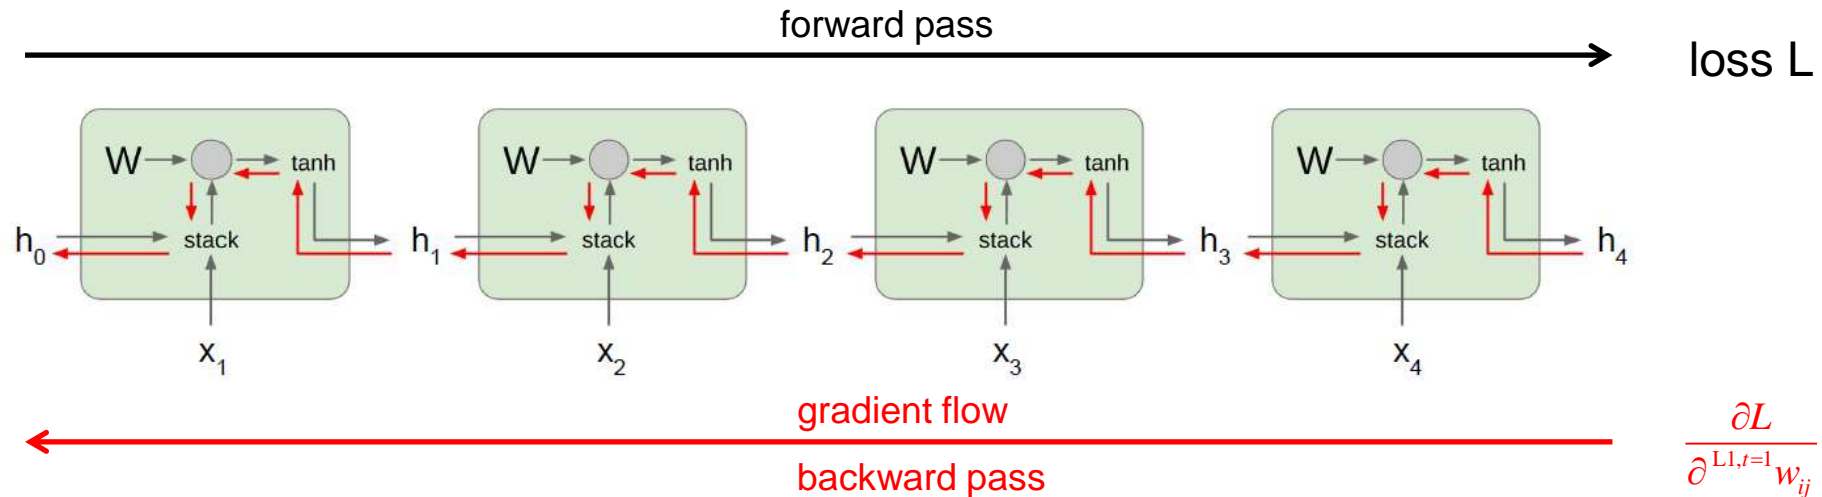 forward pass
loss L
W tanh W tanh W tanh W tanh
h₀ stack h₁ stack h₂ stack h₃ stack h₄
x₁ x₂ x₃ x₄
gradient flow
backward pass
∂L
∂ᴸ¹,ᵗ⁼¹wᵢⱼ